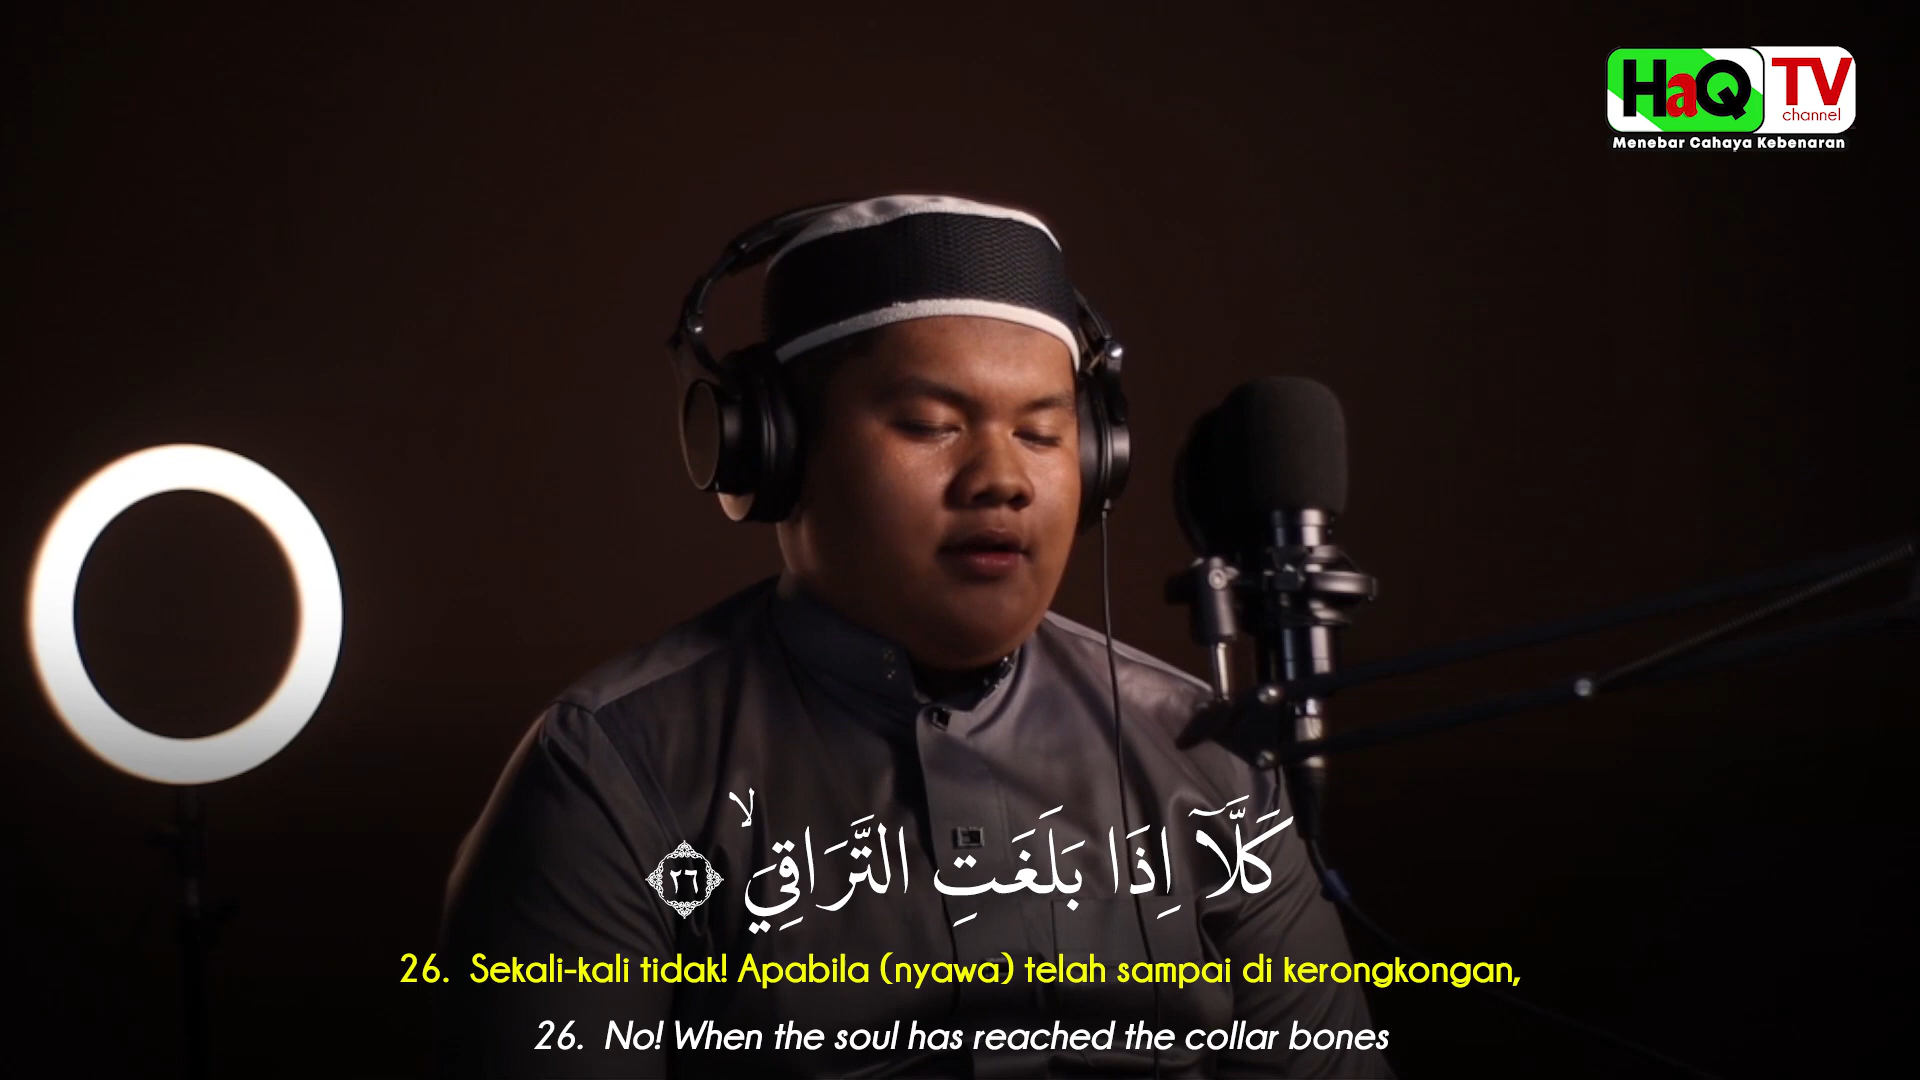 HaQ TV
channel
Menebar Cahaya Kebenaran
كَلَّآ اِذَا بَلَغَتِ التَّرَاقِيَۙ ٢٦
26. Sekali-kali tidak! Apabila (nyawa) telah sampai di kerongkongan,
26. No! When the soul has reached the collar bones